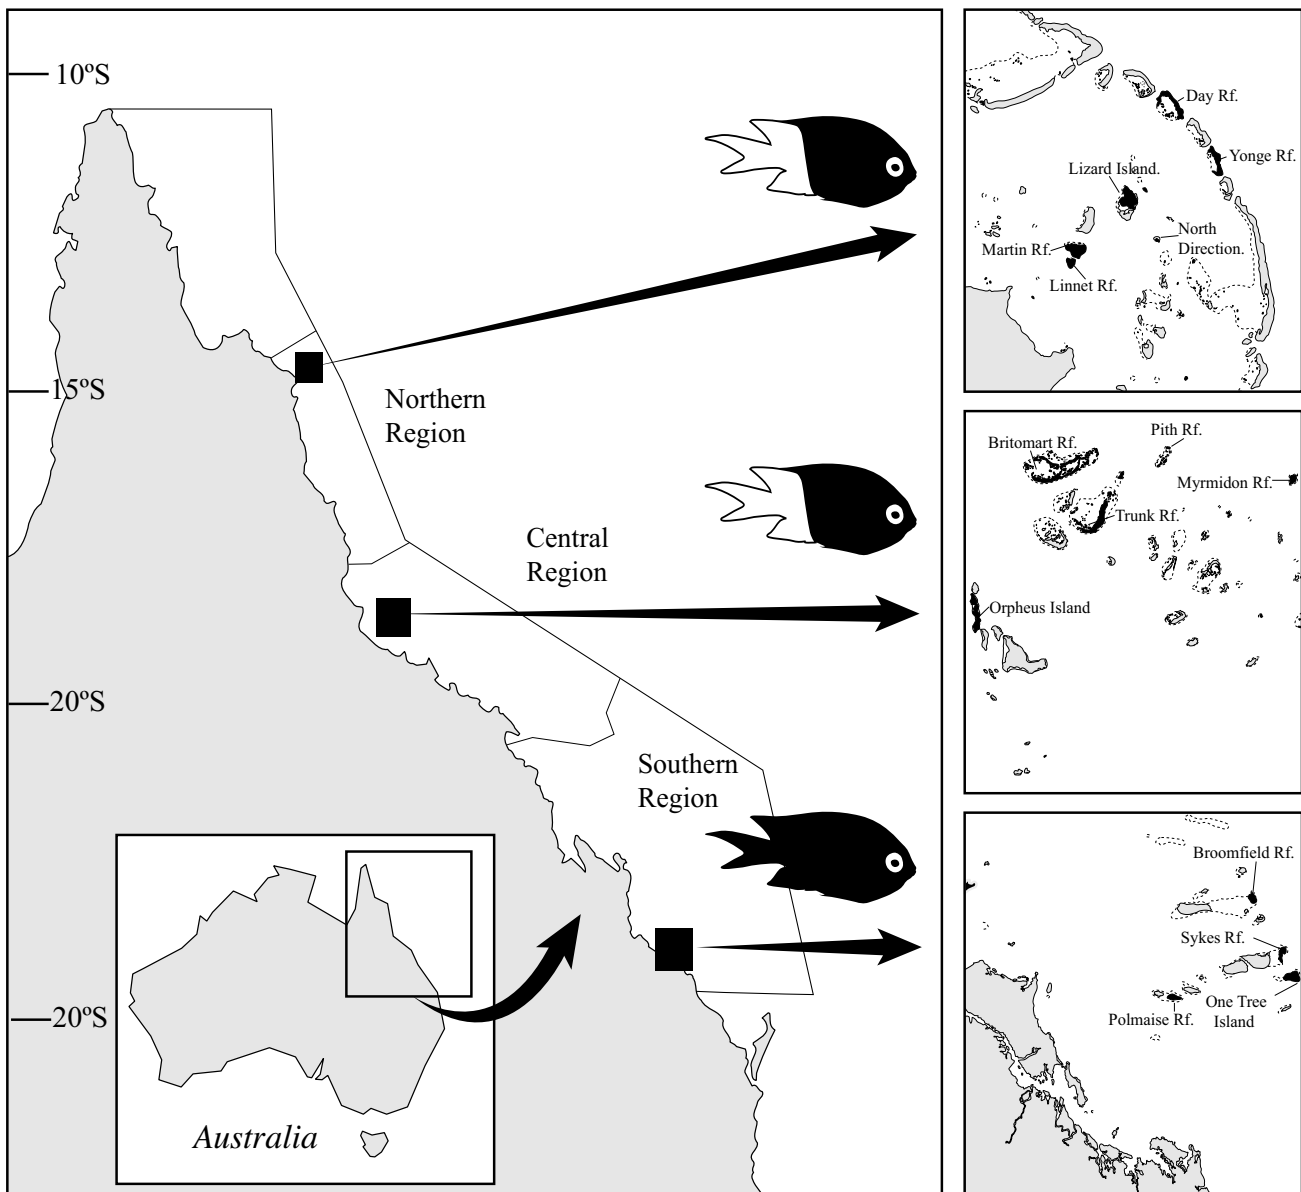 10ºS
15ºS
20ºS
20ºS
Northern
Region
Central
Region
Southern
Region
Australia
Day Rf.
Yonge Rf.
Lizard Island.
North
Direction.
Martin Rf.
Linnet Rf.
Pith Rf.
Britomart Rf.
Myrmidon Rf.
Trunk Rf.
Orpheus Island
Broomfield Rf.
Sykes Rf.
One Tree
Island
Polmaise Rf.